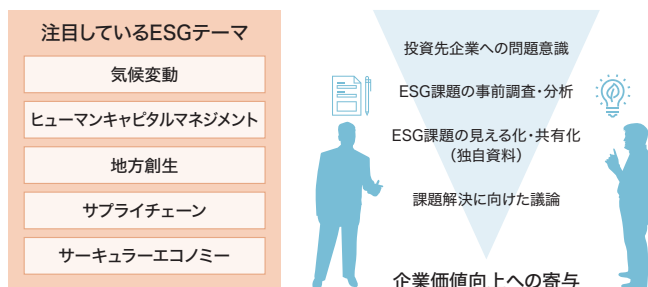 注目しているESGテーマ
気候変動
ヒューマンキャピタルマネジメント
地方創生
サプライチェーン
サーキュラーエコノミー
投資先企業への問題意識
ESG課題の事前調査・分析
ESG課題の見える化・共有化
（独自資料）
課題解決に向けた議論
企業価値向上への寄与